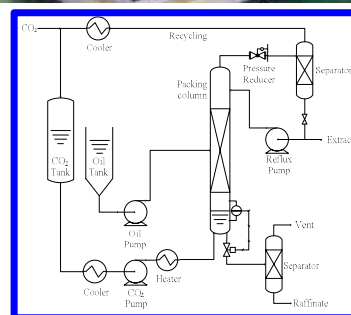 CO₂
Cooler
Recycling
Pressure
Reducer
Separator
Packing
column
CO₂
Tank
Oil
Tank
Extract
Reflux
Pump
Oil
Pump
Vent
Separator
Heater
Cooler
CO₂
Pump
Raffinate